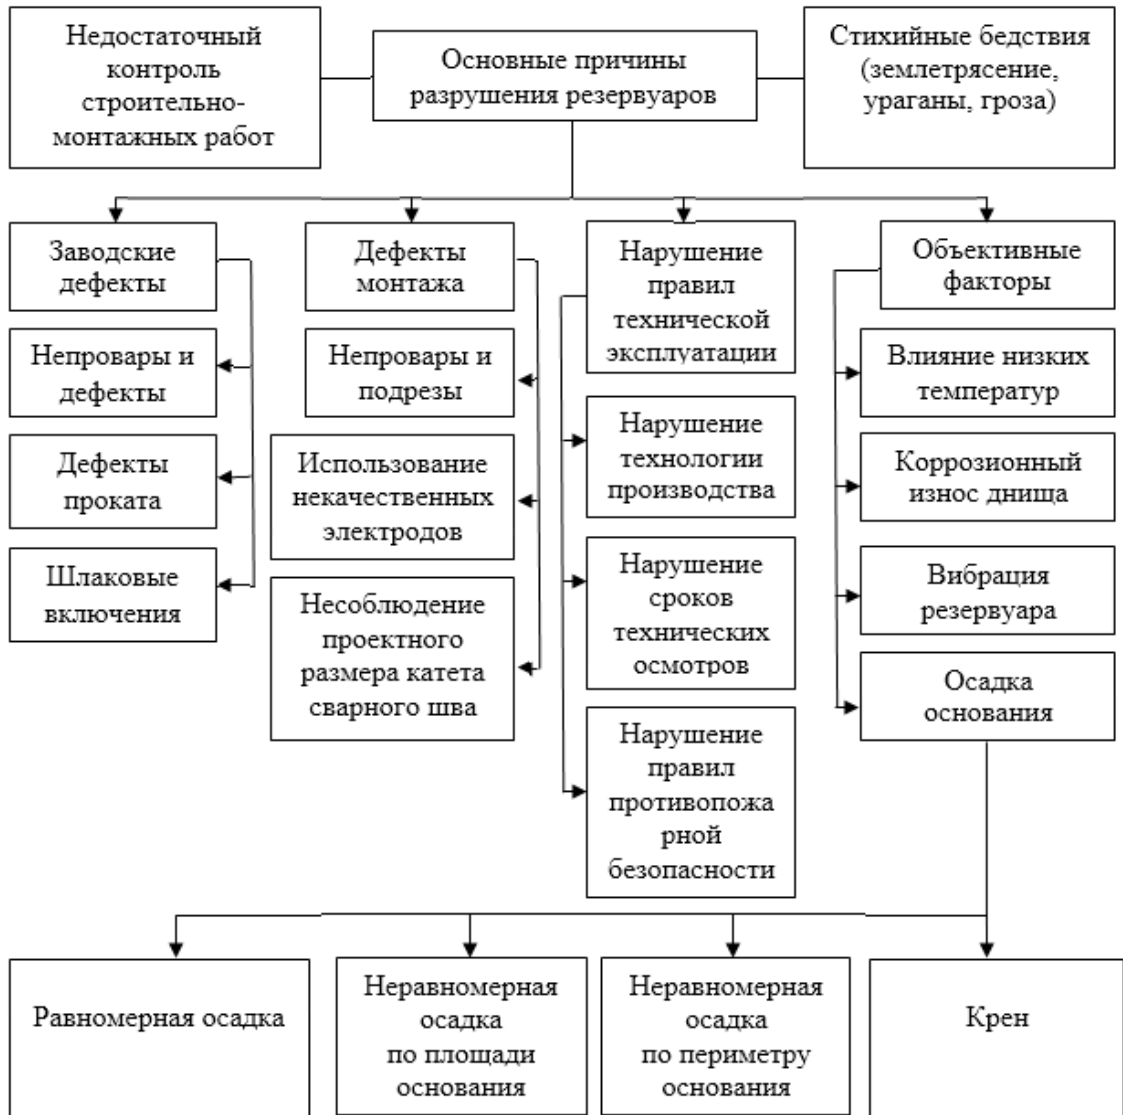 Недостаточный
контроль
строительно-
монтажных работ
Основные причины
разрушения резервуаров
Стихийные бедствия
(землетрясение,
ураганы, гроза)
Заводские
дефекты
Непровары и
дефекты
Дефекты
проката
Шлаковые
включения
Дефекты
монтажа
Непровары и
подрезы
Использование
некачественных
электродов
Несоблюдение
проектного
размера катета
сварного шва
Нарушение
правил
технической
эксплуатации
Нарушение
технологии
производства
Нарушение
сроков
технических
осмотров
Нарушение
правил
противопожа
рной
безопасности
Объективные
факторы
Влияние низких
температур
Коррозионный
износ днища
Вибрация
резервуара
Осадка
основания
Равномерная осадка
Неравномерная
осадка
по площади
основания
Неравномерная
осадка
по периметру
основания
Крен